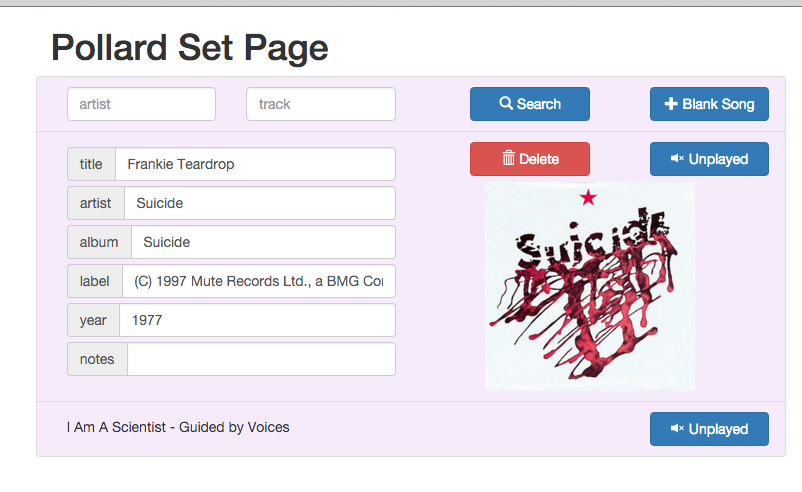 Pollard Set Page
artist track Search Blank Song
Delete Unplayed
title Frankie Teardrop
artist Suicide
album Suicide
label (C) 1997 Mute Records Ltd., a BMG Co
year 1977
notes
Suicide
I Am A Scientist - Guided by Voices Unplayed